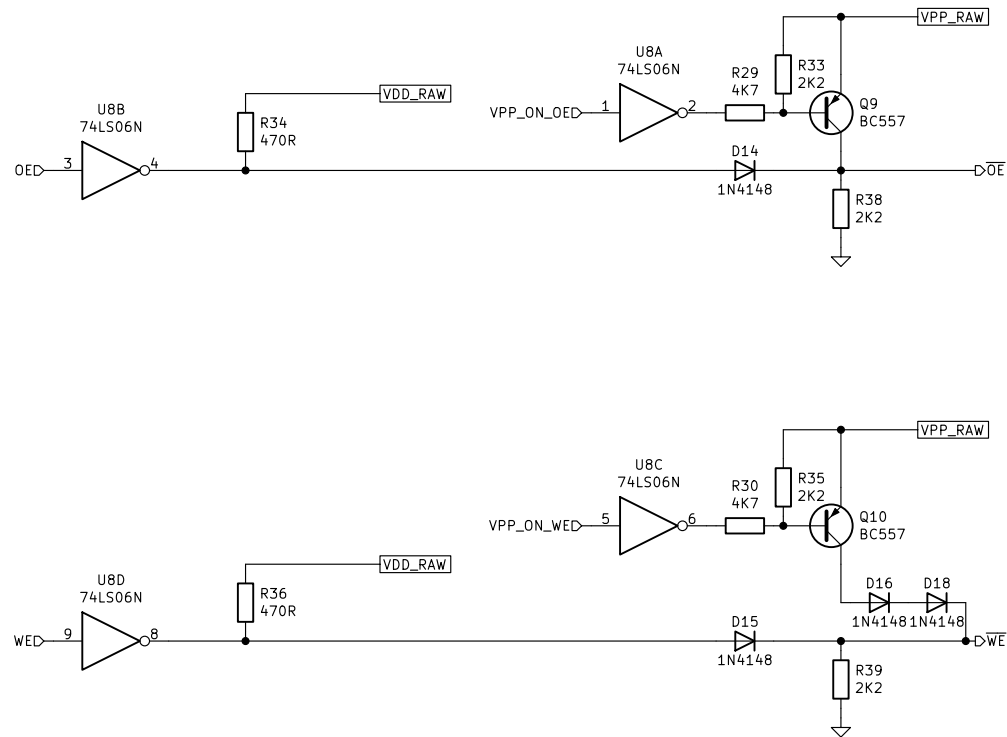 VPP_RAW
U8A
74LS06N
R29
4K7
R33
2K2
VDD_RAW
U8B
74LS06N
R34
470R
VPP_ON_OE
1
2
Q9
BC557
D14
1N4148
OE
3
4
OE
R38
2K2
VPP_RAW
U8C
74LS06N
R30
4K7
R35
2K2
VPP_ON_WE
5
6
Q10
BC557
VDD_RAW
U8D
74LS06N
R36
470R
D16
D18
1N4148
1N4148
D15
1N4148
WE
9
8
WE
R39
2K2